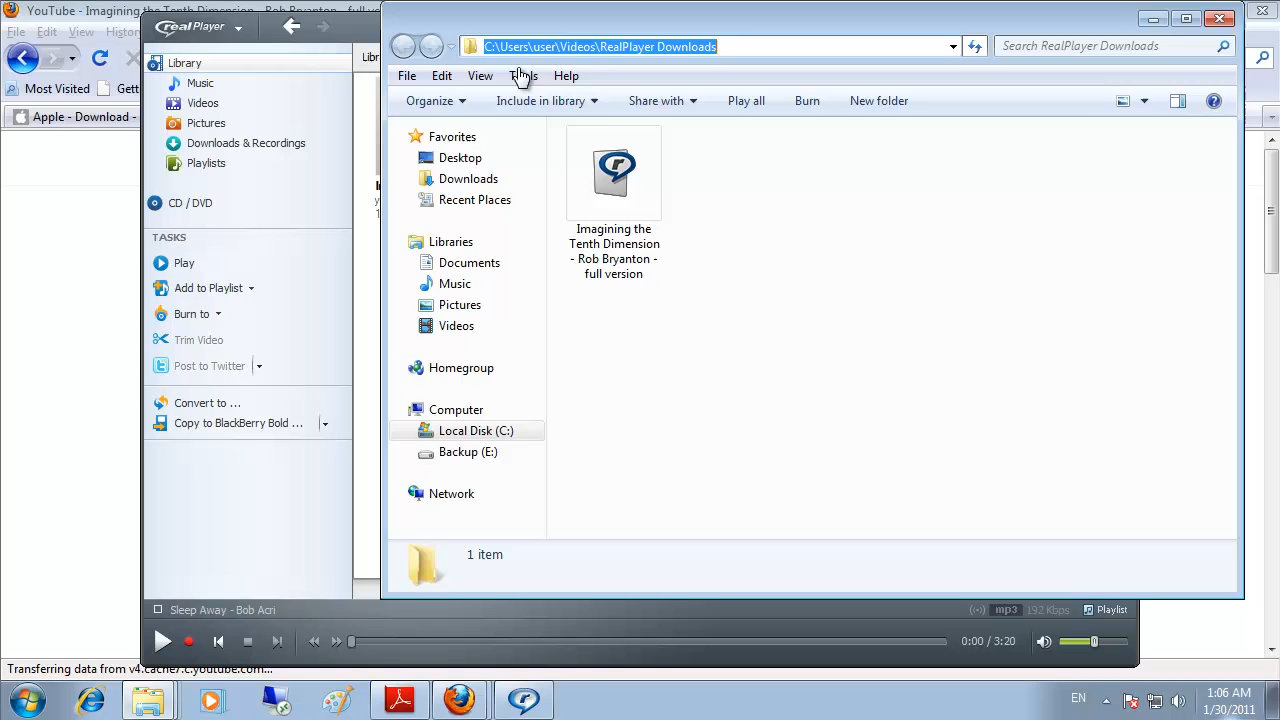 YouTube - Imagining the Tenth Dimension - Rob Bryanton - full version
File Edit View History
Most Visited Gett
Apple - Download -
realPlayer
Library
Music
Videos
Pictures
Downloads & Recordings
Playlists
CD / DVD
TASKS
Play
Add to Playlist
Burn to
Trim Video
Post to Twitter
Convert to ...
Copy to BlackBerry Bold ...
C:\Users\user\Videos\RealPlayer Downloads
Search RealPlayer Downloads
File Edit View Tools Help
Organize Include in library Share with Play all Burn New folder
Favorites
Desktop
Downloads
Recent Places
Libraries
Documents
Music
Pictures
Videos
Homegroup
Computer
Local Disk (C:)
Backup (E:)
Network
Imagining the
Tenth Dimension
- Rob Bryanton -
full version
1 item
Sleep Away - Bob Acri
mp3 192 Kbps Playlist
0:00 / 3:20
Transferring data from v4.cache7.c.youtube.com...
EN
1:06 AM
1/30/2011